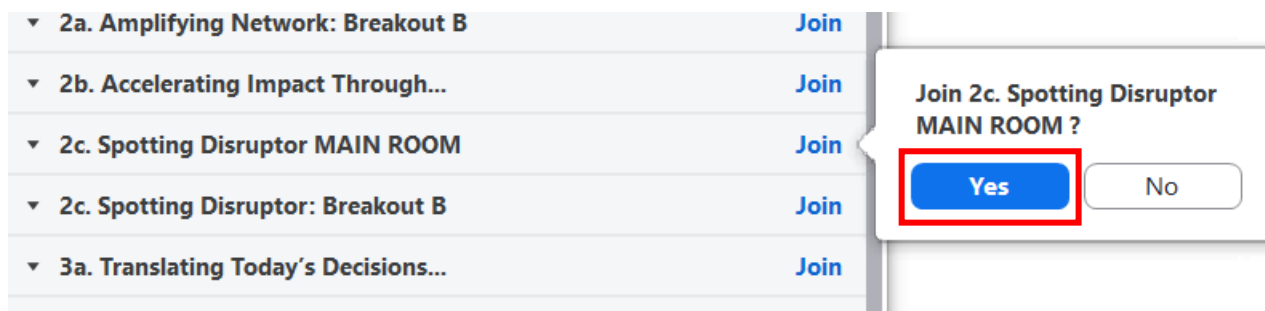 2a. Amplifying Network: Breakout B Join
2b. Accelerating Impact Through... Join
2c. Spotting Disruptor MAIN ROOM Join
2c. Spotting Disruptor: Breakout B Join
3a. Translating Today's Decisions... Join
Join 2c. Spotting Disruptor
MAIN ROOM ?
Yes No